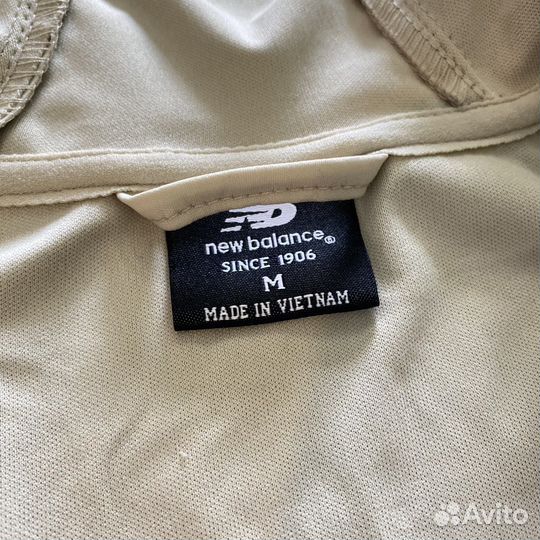 new balance®
SINCE 1906
M
MADE IN VIETNAM
Avito